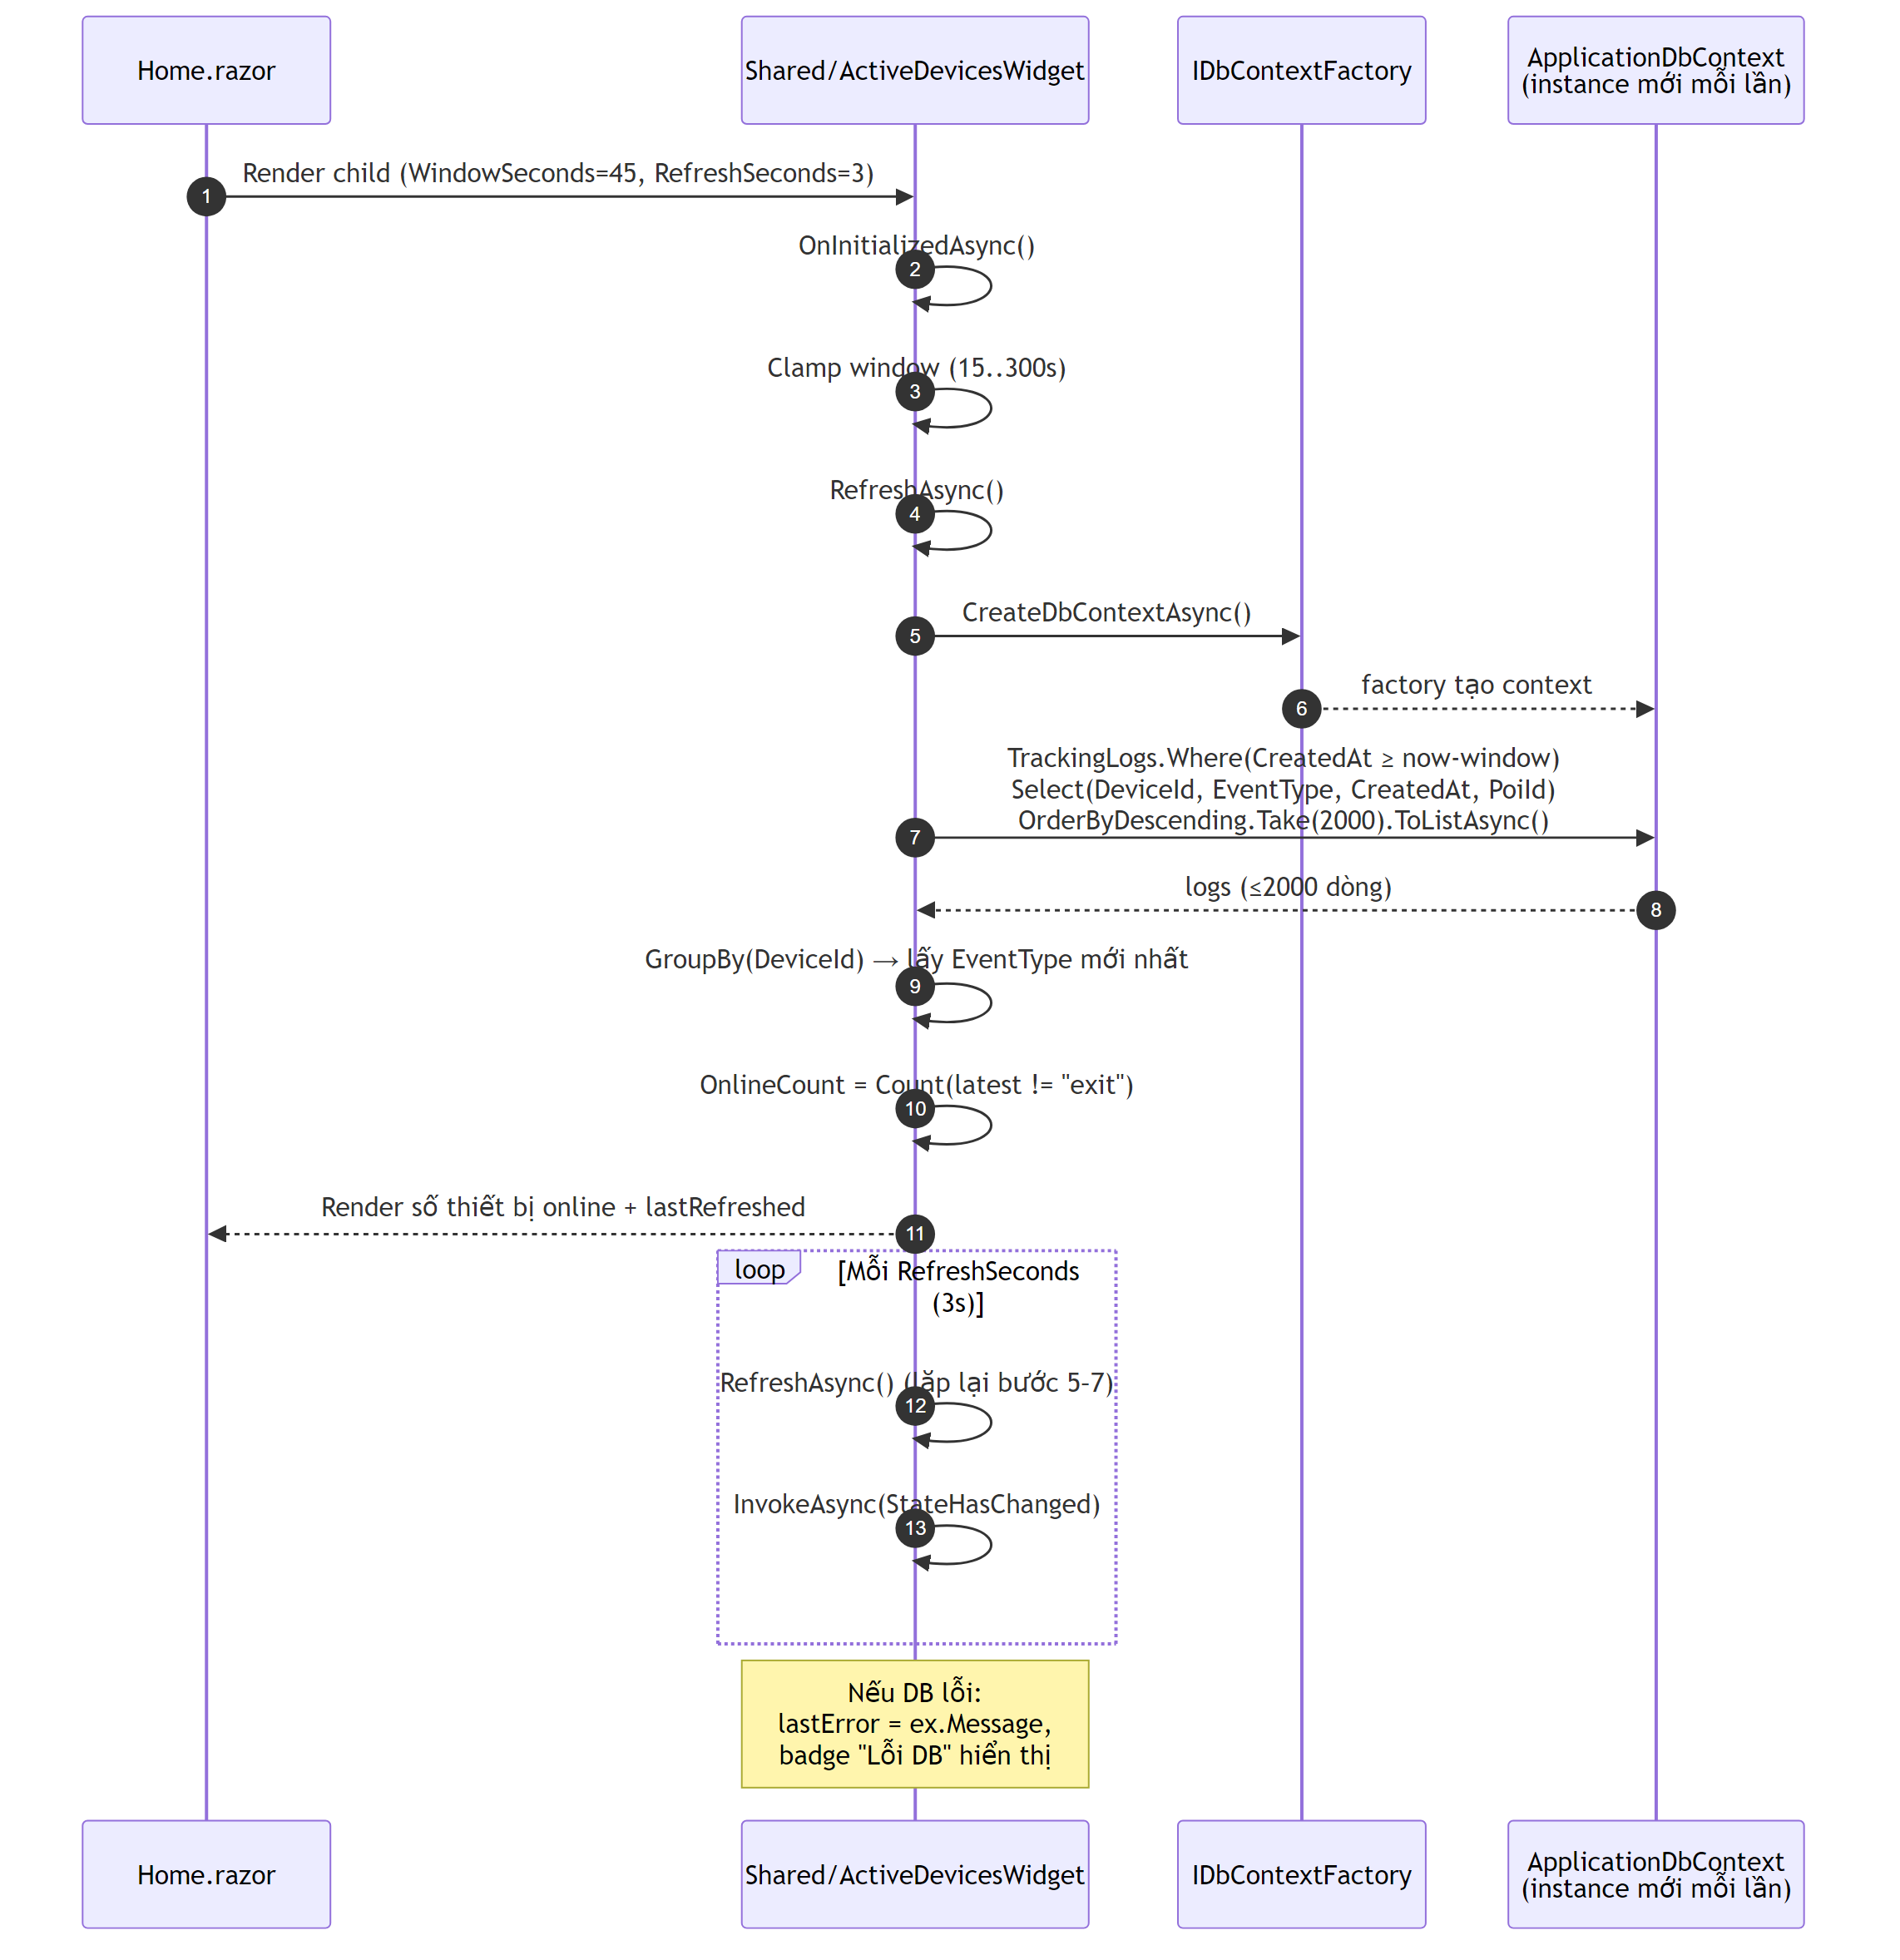 Home.razor
Shared/ActiveDevicesWidget
IDbContextFactory
ApplicationDbContext
(instance mới mỗi lần)
Render child (WindowSeconds=45, RefreshSeconds=3)
1
OnInitializedAsync()
2
Clamp window (15..300s)
3
RefreshAsync()
4
CreateDbContextAsync()
5
factory tạo context
6
TrackingLogs.Where(CreatedAt ≥ now-window)
Select(DeviceId, EventType, CreatedAt, PoiId)
OrderByDescending.Take(2000).ToListAsync()
7
logs (≤2000 dòng)
8
GroupBy(DeviceId) → lấy EventType mới nhất
9
OnlineCount = Count(latest != "exit")
10
Render số thiết bị online + lastRefreshed
11
loop
[Mỗi RefreshSeconds
(3s)]
RefreshAsync() (lặp lại bước 5-7)
12
InvokeAsync(StateHasChanged)
13
Nếu DB lỗi:
lastError = ex.Message,
badge "Lỗi DB" hiển thị
Home.razor
Shared/ActiveDevicesWidget
IDbContextFactory
ApplicationDbContext
(instance mới mỗi lần)